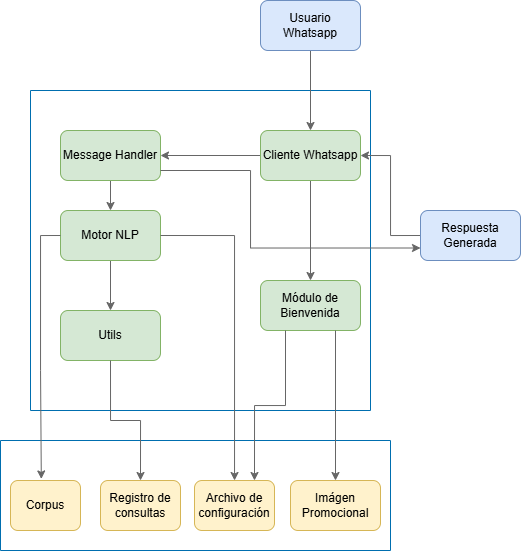 Usuario
Whatsapp
Message Handler
Cliente Whatsapp
Motor NLP
Respuesta
Generada
Módulo de
Bienvenida
Utils
Corpus
Registro de
consultas
Archivo de
configuración
Imágen
Promocional